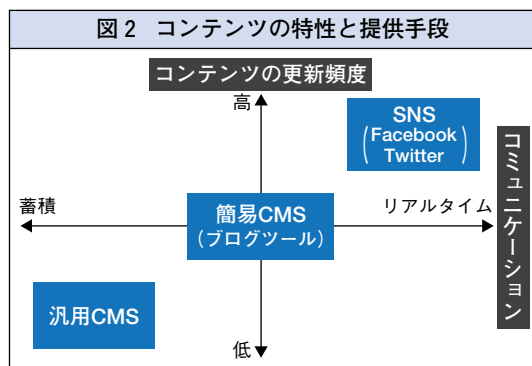 図2 コンテンツの特性と提供手段
コンテンツの更新頻度
高
SNS
(Facebook
Twitter)
コミュニケーション
蓄積
リアルタイム
簡易CMS
(ブログツール)
汎用CMS
低